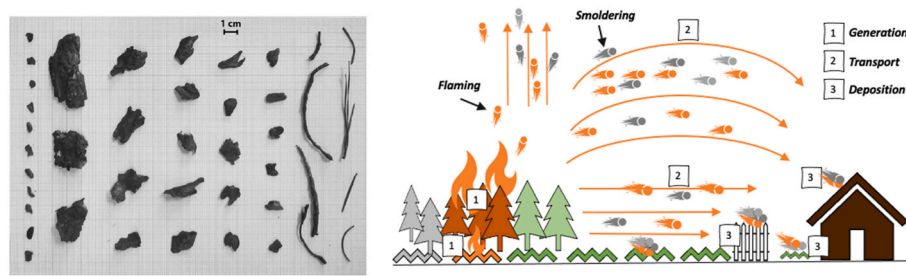 1 cm
Smoldering
Flaming
2
1 Generation
2 Transport
3 Deposition
3
2
1
1
3
3